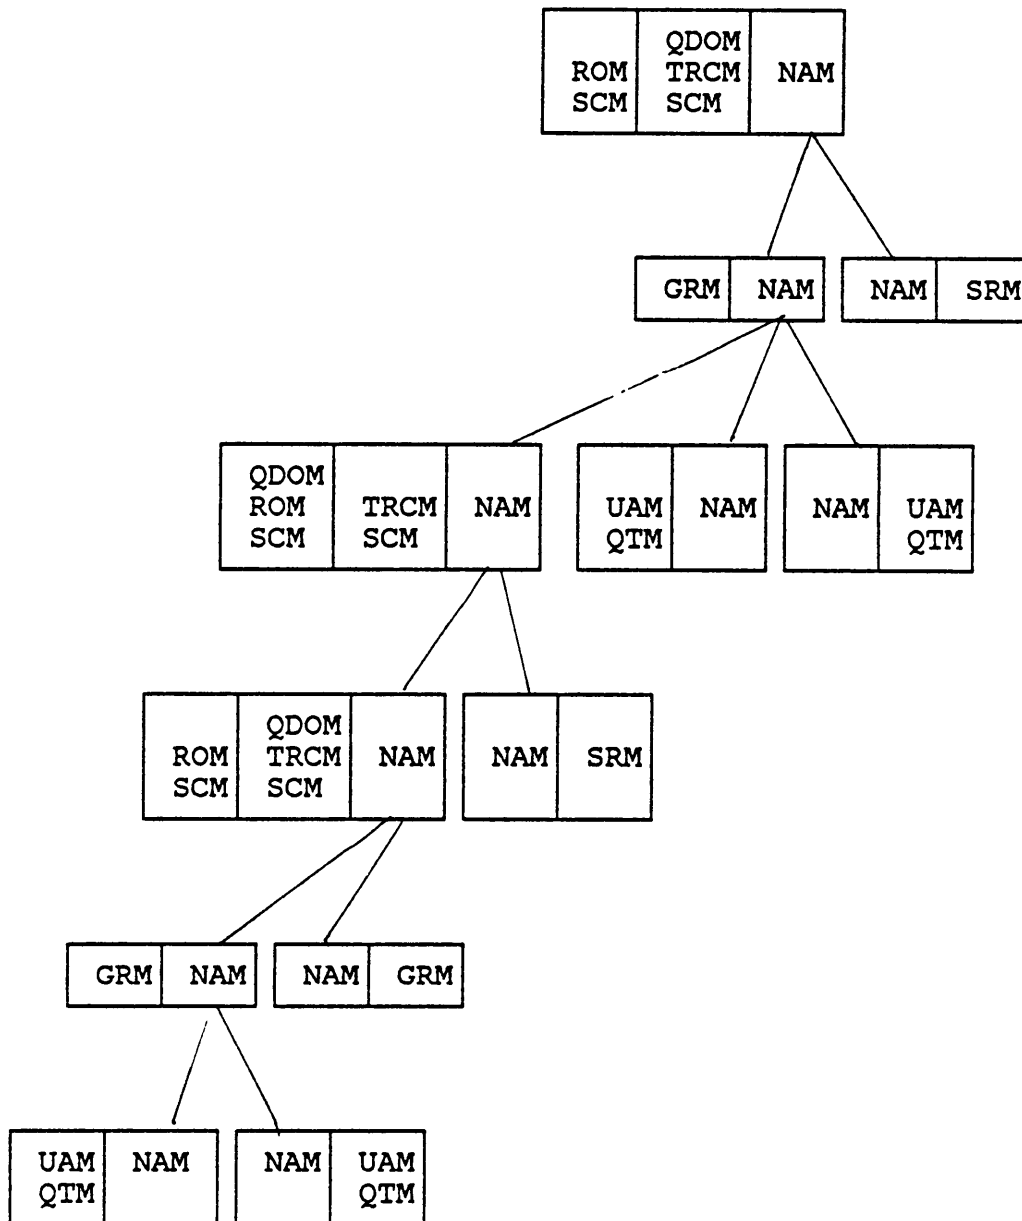 QDOM
ROM TRCM NAM
SCM SCM
GRM NAM NAM SRM
QDOM
ROM TRCM NAM UAM NAM NAM UAM
SCM SCM QTM QTM
QDOM
ROM TRCM NAM NAM SRM
SCM SCM
GRM NAM NAM GRM
UAM NAM NAM UAM
QTM QTM